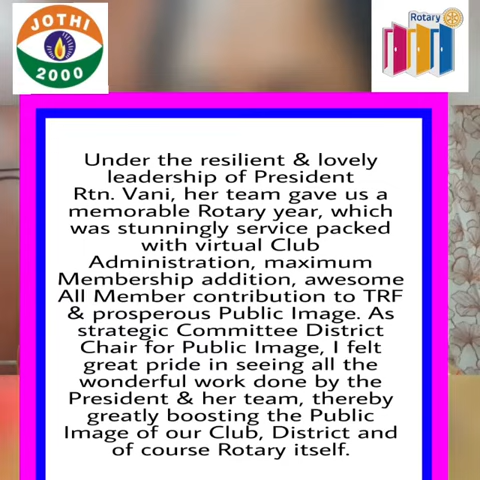 JOTHI
2000
Rotary
Under the resilient & lovely
leadership of President
Rtn. Vani, her team gave us a
memorable Rotary year, which
was stunningly service packed
with virtual Club
Administration, maximum
Membership addition, awesome
All Member contribution to TRF
& prosperous Public Image. As
strategic Committee District
Chair for Public Image, I felt
great pride in seeing all the
wonderful work done by the
President & her team, thereby
greatly boosting the Public
Image of our Club, District and
of course Rotary itself.